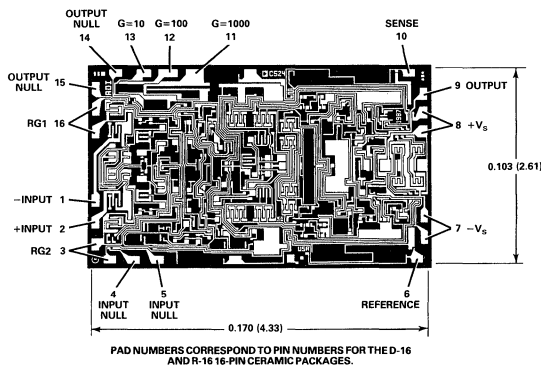 OUTPUT
NULL
14
G=10
13
G=100
12
G=1000
11
SENSE
10
OUTPUT
NULL 15
RG1 16
−INPUT 1
+INPUT 2
RG2 3
4
INPUT
NULL
5
INPUT
NULL
9 OUTPUT
8 +VS
0.103 (2.61)
7 −VS
6
REFERENCE
0.170 (4.33)
ADI
C524
USA
PAD NUMBERS CORRESPOND TO PIN NUMBERS FOR THE D-16
AND R-16 16-PIN CERAMIC PACKAGES.